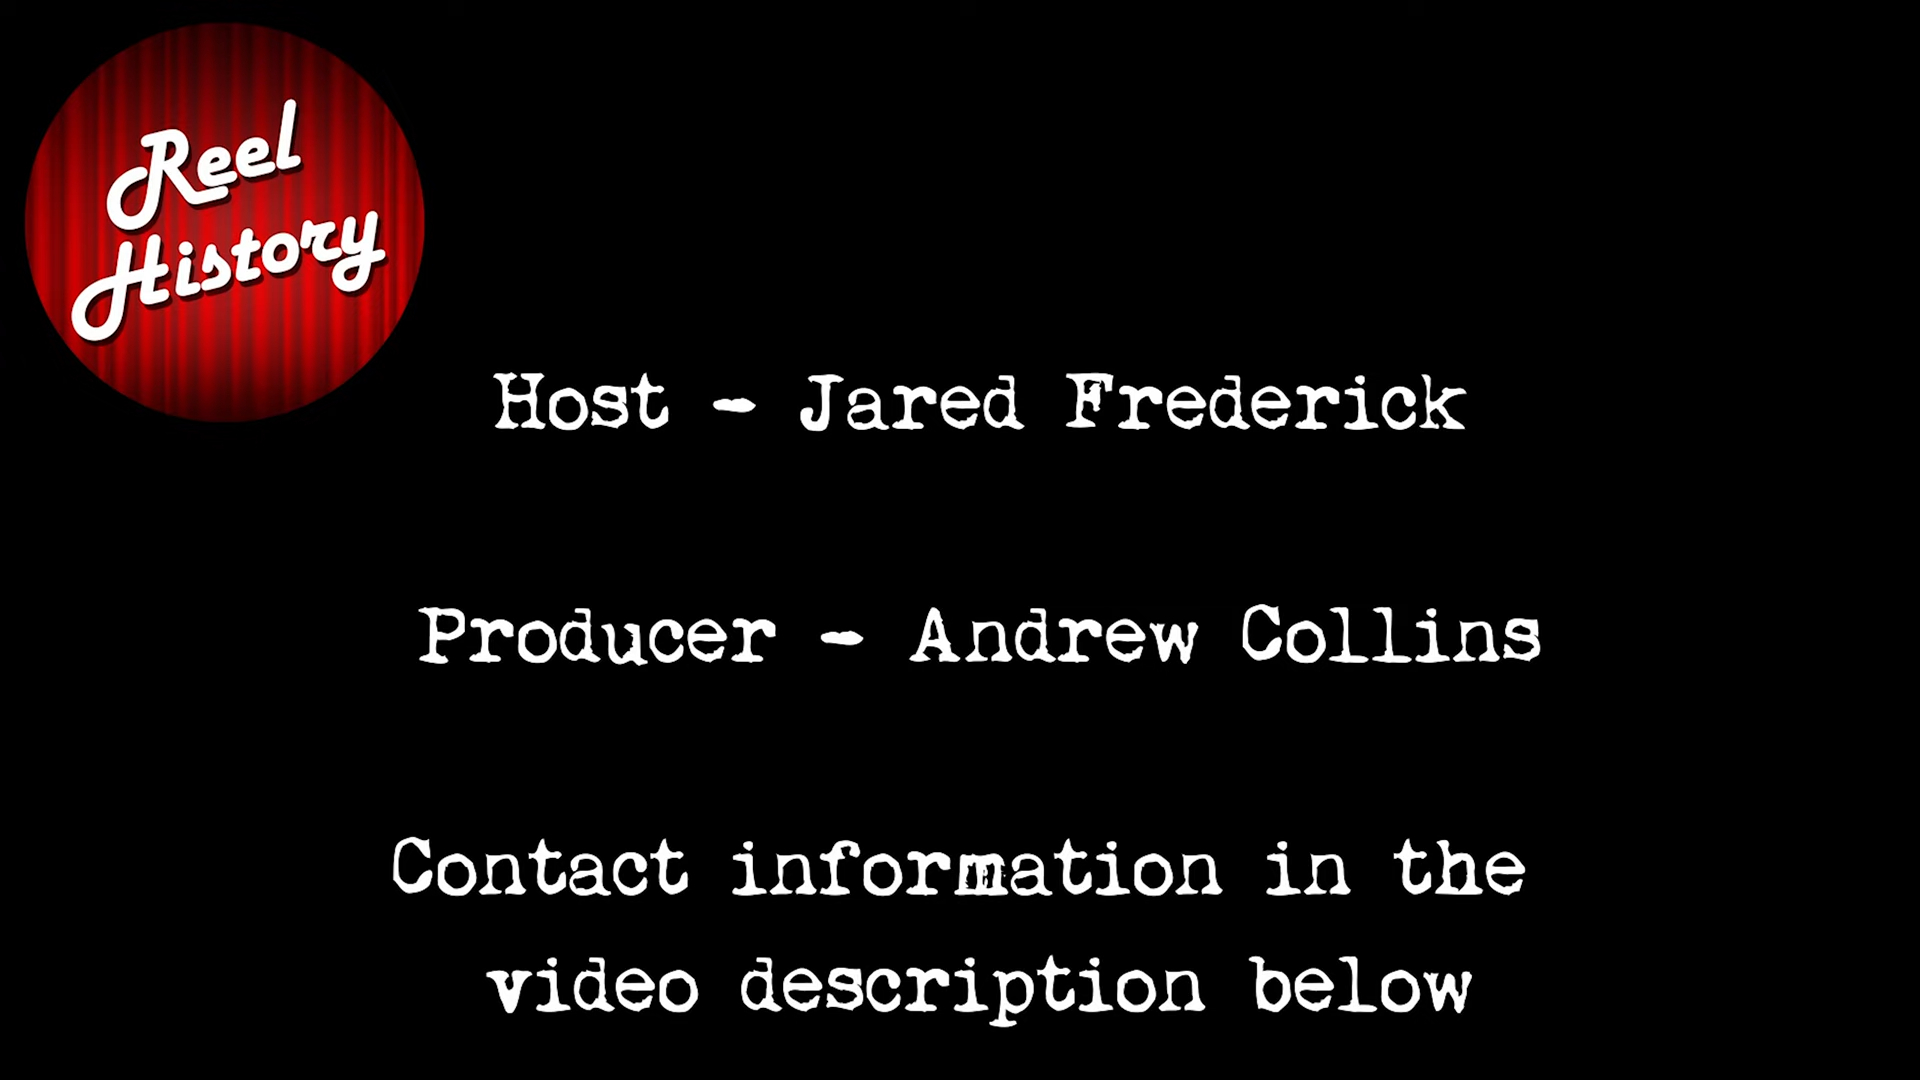 Reel
History
Host - Jared Frederick
Producer - Andrew Collins
Contact information in the
video description below